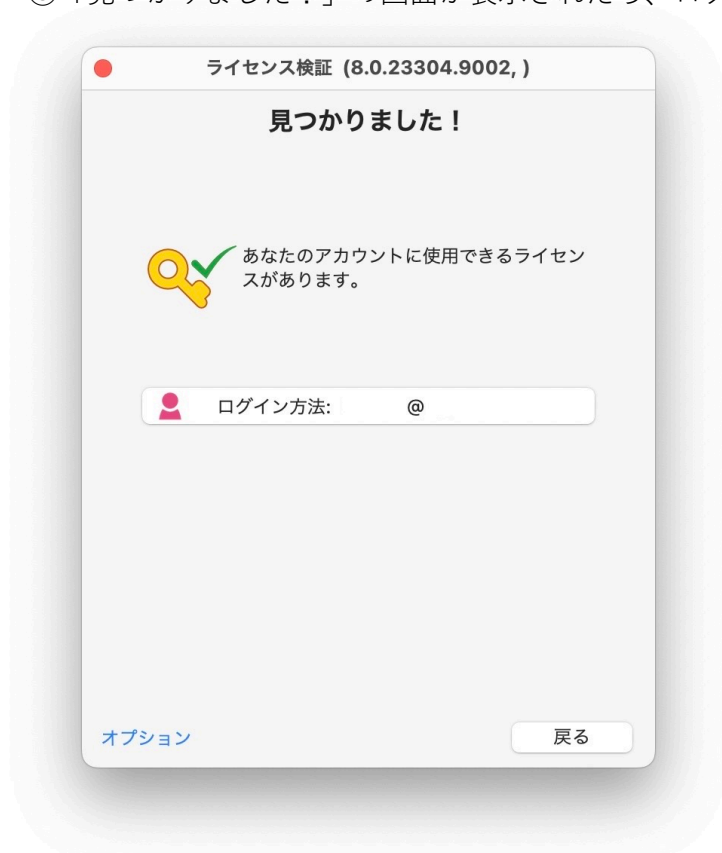 「見つかりました！」の画面が表示されたら、
ライセンス検証 (8.0.23304.9002, )
見つかりました！
あなたのアカウントに使用できるライセン
スがあります。
ログイン方法: @
オプション
戻る